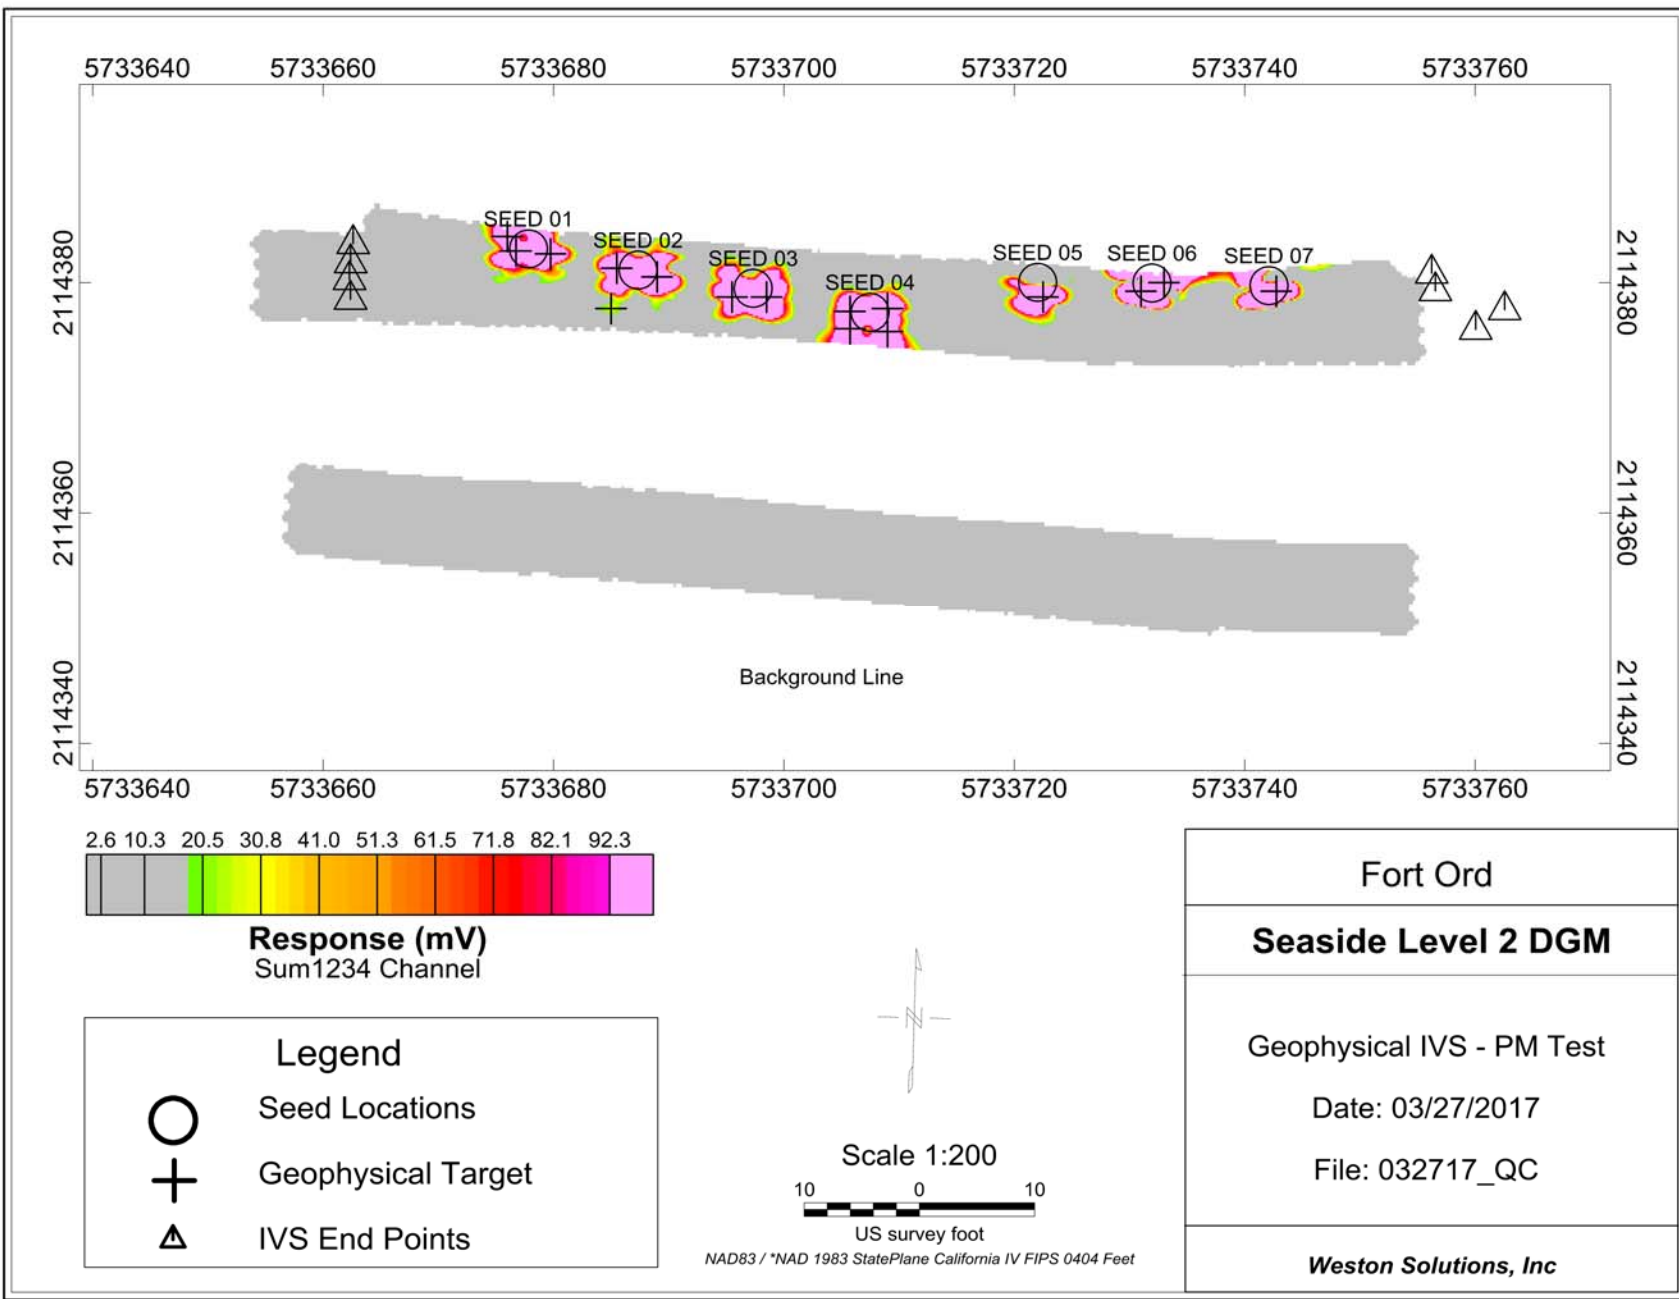 5733640 5733660 5733680 5733700 5733720 5733740 5733760
2114380
2114380
SEED 01
SEED 02
SEED 03
SEED 04
SEED 05
SEED 06
SEED 07
2114360
2114360
Background Line
2114340
2114340
5733640 5733660 5733680 5733700 5733720 5733740 5733760
2.6 10.3 20.5 30.8 41.0 51.3 61.5 71.8 82.1 92.3
Response (mV)
Sum1234 Channel
Legend
Seed Locations
Geophysical Target
IVS End Points
N
Scale 1:200
10 0 10
US survey foot
NAD83 / *NAD 1983 StatePlane California IV FIPS 0404 Feet
Fort Ord
Seaside Level 2 DGM
Geophysical IVS - PM Test
Date: 03/27/2017
File: 032717_QC
Weston Solutions, Inc